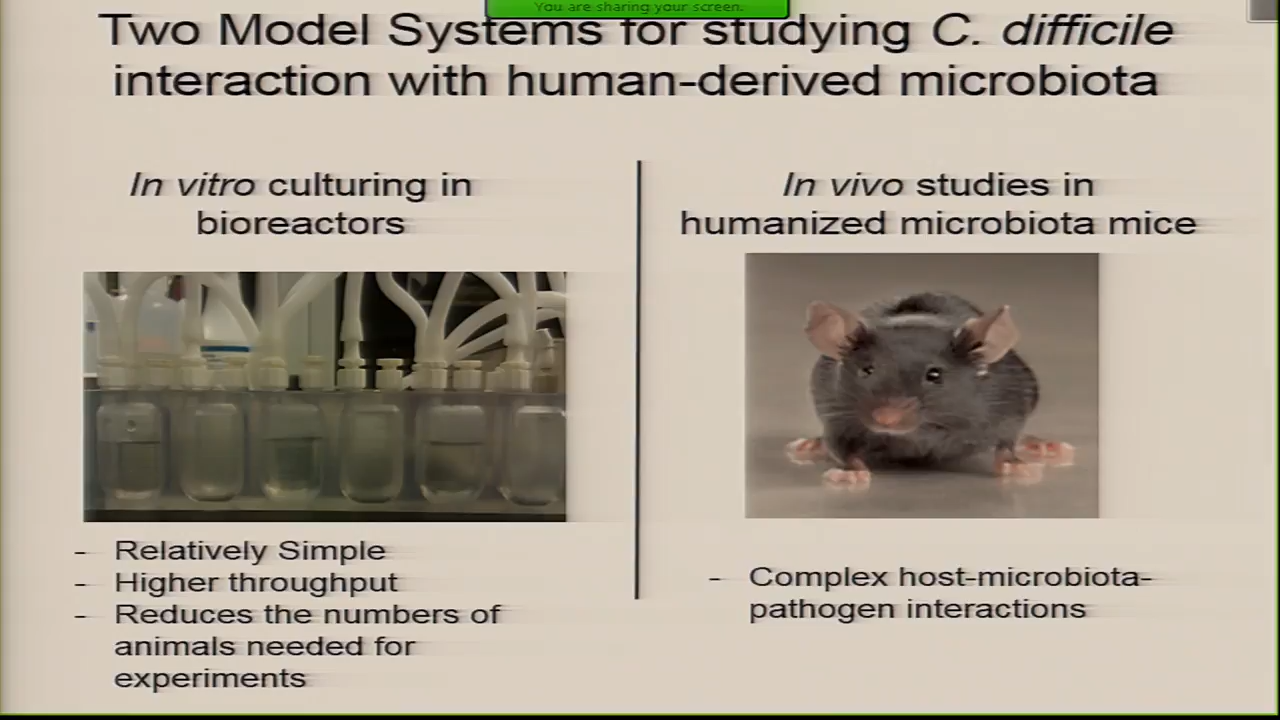 You are sharing your screen.
Two Model Systems for studying C. difficile
interaction with human-derived microbiota
In vitro culturing in
bioreactors
In vivo studies in
humanized microbiota mice
- Relatively Simple
- Higher throughput
- Reduces the numbers of
animals needed for
experiments
- Complex host-microbiota-
pathogen interactions